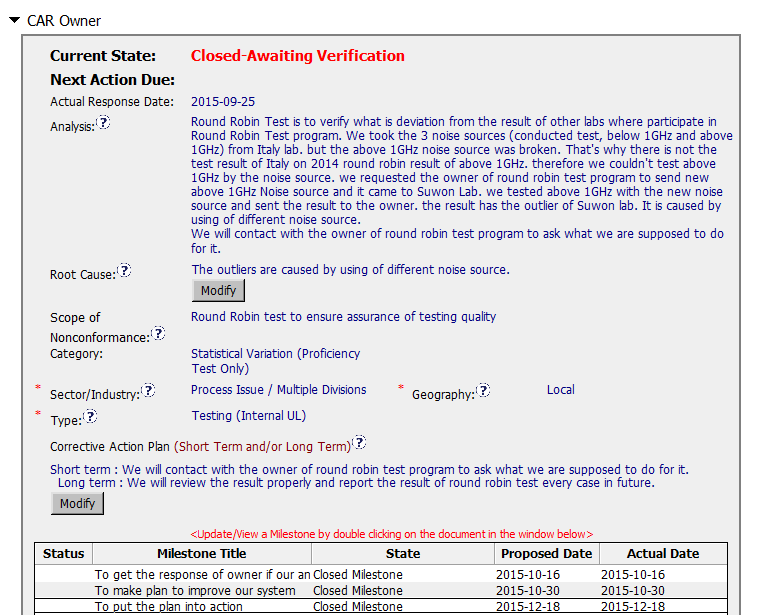 CAR Owner
Current State: Closed-Awaiting Verification
Next Action Due:
Actual Response Date: 2015-09-25
Analysis:? Round Robin Test is to verify what is deviation from the result of other labs where participate in
Round Robin Test program. We took the 3 noise sources (conducted test, below 1GHz and above
1GHz) from Italy lab. but the above 1GHz noise source was broken. That's why there is not the
test result of Italy on 2014 round robin result of above 1GHz. therefore we couldn't test above
1GHz by the noise source. we requested the owner of round robin test program to send new
above 1GHz Noise source and it came to Suwon Lab. we tested above 1GHz with the new noise
source and sent the result to the owner. the result has the outlier of Suwon lab. It is caused by
using of different noise source.
We will contact with the owner of round robin test program to ask what we are supposed to do
for it.
Root Cause:? The outliers are caused by using of different noise source.
Modify
Scope of Round Robin test to ensure assurance of testing quality
Nonconformance:?
Category: Statistical Variation (Proficiency
Test Only)
* Sector/Industry:? Process Issue / Multiple Divisions * Geography:? Local
* Type:? Testing (Internal UL)
Corrective Action Plan (Short Term and/or Long Term)?
Short term : We will contact with the owner of round robin test program to ask what we are supposed to do for it.
Long term : We will review the result properly and report the result of round robin test every case in future.
Modify
<Update/View a Milestone by double clicking on the document in the window below>
Status Milestone Title State Proposed Date Actual Date
To get the response of owner if our an Closed Milestone 2015-10-16 2015-10-16
To make plan to improve our system Closed Milestone 2015-10-30 2015-10-30
To put the plan into action Closed Milestone 2015-12-18 2015-12-18